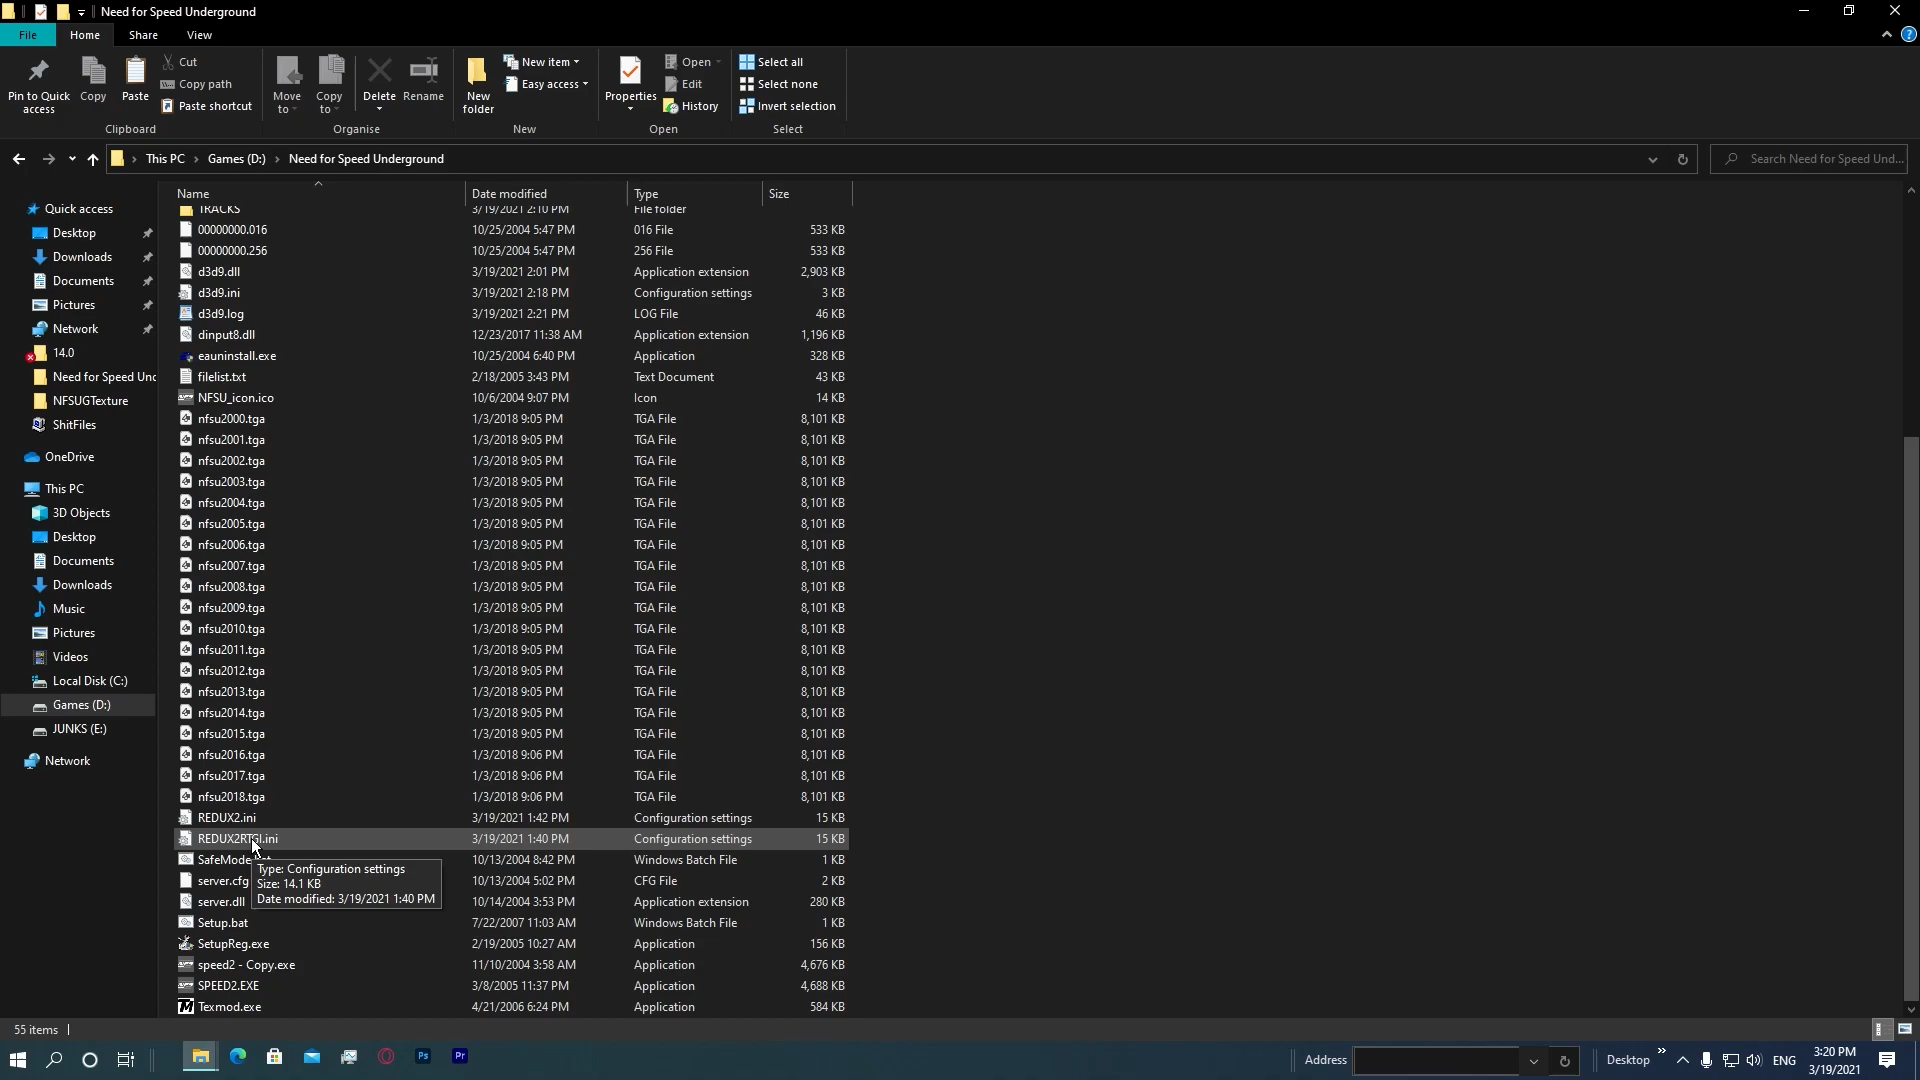 Need for Speed Underground
File Home Share View
Pin to Quick access
Copy
Paste
Cut
Copy path
Paste shortcut
Clipboard
Move to
Copy to
Delete
Rename
Organise
New folder
New item
Easy access
New
Properties
Open
Edit
History
Open
Select all
Select none
Invert selection
Select
This PC Games (D:) Need for Speed Underground
Search Need for Speed Und...
Quick access
Desktop
Downloads
Documents
Pictures
Network
14.0
Need for Speed Und
NFSUGTexture
ShitFiles
OneDrive
This PC
3D Objects
Desktop
Documents
Downloads
Music
Pictures
Videos
Local Disk (C:)
Games (D:)
JUNKS (E:)
Network
Name Date modified Type Size
TRACKS 3/19/2021 2:10 PM File folder
00000000.016 10/25/2004 5:47 PM 016 File 533 KB
00000000.256 10/25/2004 5:47 PM 256 File 533 KB
d3d9.dll 3/19/2021 2:01 PM Application extension 2,903 KB
d3d9.ini 3/19/2021 2:18 PM Configuration settings 3 KB
d3d9.log 3/19/2021 2:21 PM LOG File 46 KB
dinput8.dll 12/23/2017 11:38 AM Application extension 1,196 KB
eauninstall.exe 10/25/2004 6:40 PM Application 328 KB
filelist.txt 2/18/2005 3:43 PM Text Document 43 KB
NFSU_icon.ico 10/6/2004 9:07 PM Icon 14 KB
nfsu2000.tga 1/3/2018 9:05 PM TGA File 8,101 KB
nfsu2001.tga 1/3/2018 9:05 PM TGA File 8,101 KB
nfsu2002.tga 1/3/2018 9:05 PM TGA File 8,101 KB
nfsu2003.tga 1/3/2018 9:05 PM TGA File 8,101 KB
nfsu2004.tga 1/3/2018 9:05 PM TGA File 8,101 KB
nfsu2005.tga 1/3/2018 9:05 PM TGA File 8,101 KB
nfsu2006.tga 1/3/2018 9:05 PM TGA File 8,101 KB
nfsu2007.tga 1/3/2018 9:05 PM TGA File 8,101 KB
nfsu2008.tga 1/3/2018 9:05 PM TGA File 8,101 KB
nfsu2009.tga 1/3/2018 9:05 PM TGA File 8,101 KB
nfsu2010.tga 1/3/2018 9:05 PM TGA File 8,101 KB
nfsu2011.tga 1/3/2018 9:05 PM TGA File 8,101 KB
nfsu2012.tga 1/3/2018 9:05 PM TGA File 8,101 KB
nfsu2013.tga 1/3/2018 9:05 PM TGA File 8,101 KB
nfsu2014.tga 1/3/2018 9:05 PM TGA File 8,101 KB
nfsu2015.tga 1/3/2018 9:05 PM TGA File 8,101 KB
nfsu2016.tga 1/3/2018 9:06 PM TGA File 8,101 KB
nfsu2017.tga 1/3/2018 9:06 PM TGA File 8,101 KB
nfsu2018.tga 1/3/2018 9:06 PM TGA File 8,101 KB
REDUX2.ini 3/19/2021 1:42 PM Configuration settings 15 KB
REDUX2RTGI.ini 3/19/2021 1:40 PM Configuration settings 15 KB
SafeMode.bat 10/13/2004 8:42 PM Windows Batch File 1 KB
server.cfg 10/13/2004 5:02 PM CFG File 2 KB
server.dll 10/14/2004 3:53 PM Application extension 280 KB
Setup.bat 7/22/2007 11:03 AM Windows Batch File 1 KB
SetupReg.exe 2/19/2005 10:27 AM Application 156 KB
speed2 - Copy.exe 11/10/2004 3:58 AM Application 4,676 KB
SPEED2.EXE 3/8/2005 11:37 PM Application 4,688 KB
Texmod.exe 4/21/2006 6:24 PM Application 584 KB
Type: Configuration settings
Size: 14.1 KB
Date modified: 3/19/2021 1:40 PM
55 items
Ps Pr
Address
Desktop
ENG
3:20 PM
3/19/2021